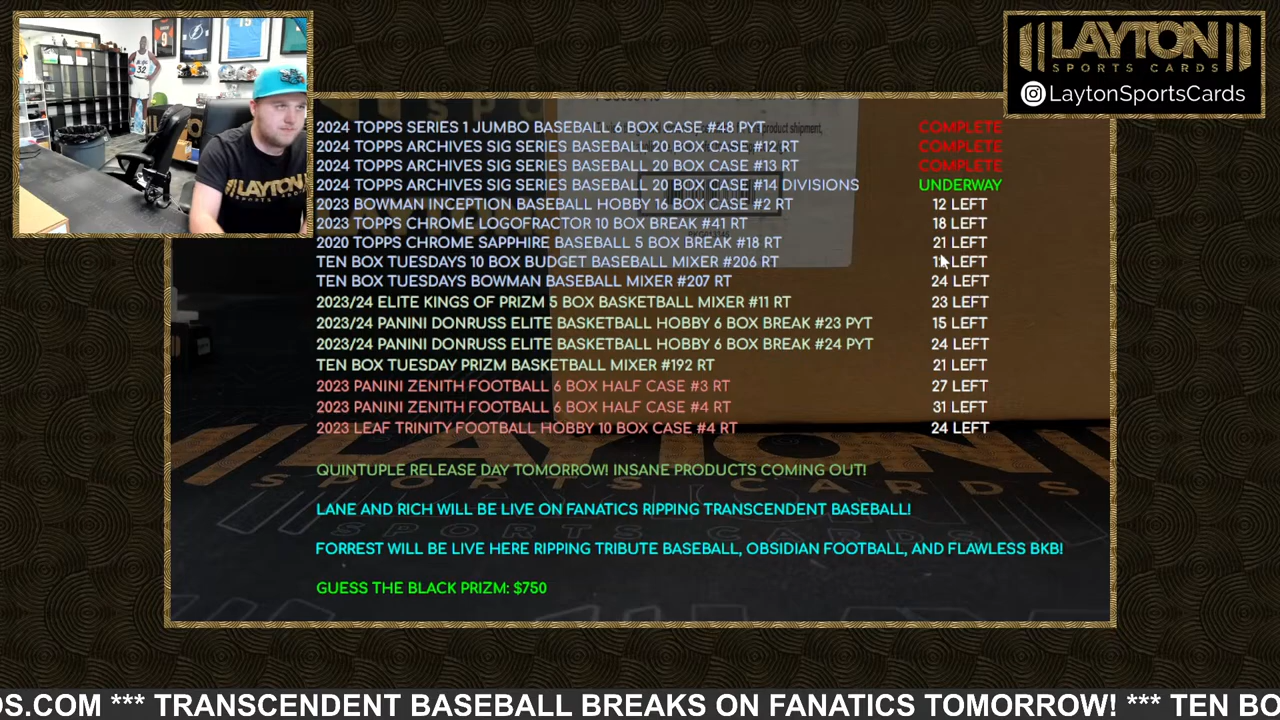 LAYTON
SPORTS CARDS
LaytonSportsCards
product shipment,
2024 TOPPS SERIES 1 JUMBO BASEBALL 6 BOX CASE #48 PYT COMPLETE
2024 TOPPS ARCHIVES SIG SERIES BASEBALL 20 BOX CASE #12 RT COMPLETE
2024 TOPPS ARCHIVES SIG SERIES BASEBALL 20 BOX CASE #13 RT COMPLETE
2024 TOPPS ARCHIVES SIG SERIES BASEBALL 20 BOX CASE #14 DIVISIONS UNDERWAY
2023 BOWMAN INCEPTION BASEBALL HOBBY 16 BOX CASE #2 RT 12 LEFT
2023 TOPPS CHROME LOGOFRACTOR 10 BOX BREAK #41 RT 18 LEFT
2020 TOPPS CHROME SAPPHIRE BASEBALL 5 BOX BREAK #18 RT 21 LEFT
TEN BOX TUESDAYS 10 BOX BUDGET BASEBALL MIXER #206 RT LEFT
TEN BOX TUESDAYS BOWMAN BASEBALL MIXER #207 RT 24 LEFT
2023/24 ELITE KINGS OF PRIZM 5 BOX BASKETBALL MIXER #11 RT 23 LEFT
2023/24 PANINI DONRUSS ELITE BASKETBALL HOBBY 6 BOX BREAK #23 PYT 15 LEFT
2023/24 PANINI DONRUSS ELITE BASKETBALL HOBBY 6 BOX BREAK #24 PYT 24 LEFT
TEN BOX TUESDAY PRIZM BASKETBALL MIXER #192 RT 21 LEFT
2023 PANINI ZENITH FOOTBALL 6 BOX HALF CASE #3 RT 27 LEFT
2023 PANINI ZENITH FOOTBALL 6 BOX HALF CASE #4 RT 31 LEFT
2023 LEAF TRINITY FOOTBALL HOBBY 10 BOX CASE #4 RT 24 LEFT
QUINTUPLE RELEASE DAY TOMORROW! INSANE PRODUCTS COMING OUT!
LANE AND RICH WILL BE LIVE ON FANATICS RIPPING TRANSCENDENT BASEBALL!
FORREST WILL BE LIVE HERE RIPPING TRIBUTE BASEBALL, OBSIDIAN FOOTBALL, AND FLAWLESS BKB!
GUESS THE BLACK PRIZM: $750
DS.COM *** TRANSCENDENT BASEBALL BREAKS ON FANATICS TOMORROW! *** TEN BO